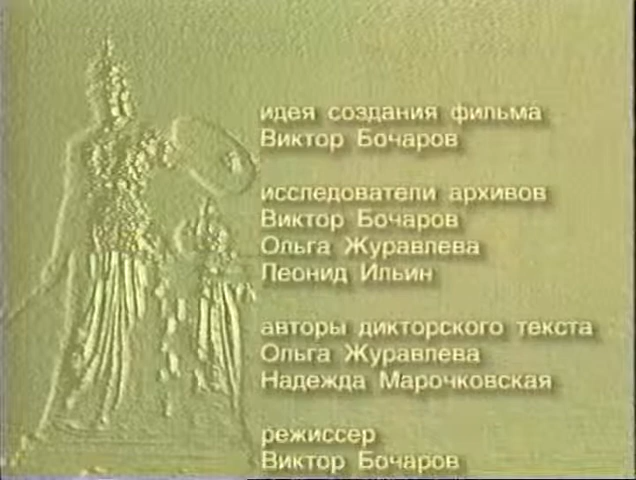 идея создания фильма
Виктор Бочаров
исследователи архивов
Виктор Бочаров
Ольга Журавлева
Леонид Ильин
авторы дикторского текста
Ольга Журавлева
Надежда Марочковская
режиссер
Виктор Бочаров